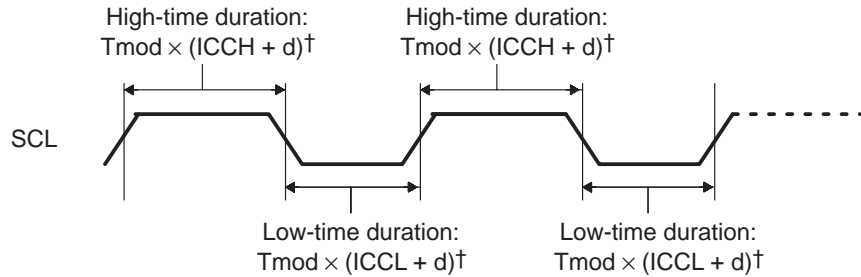 High-time duration:
Tmod × (ICCH + d)†
High-time duration:
Tmod × (ICCH + d)†
SCL
Low-time duration:
Tmod × (ICCL + d)†
Low-time duration:
Tmod × (ICCL + d)†